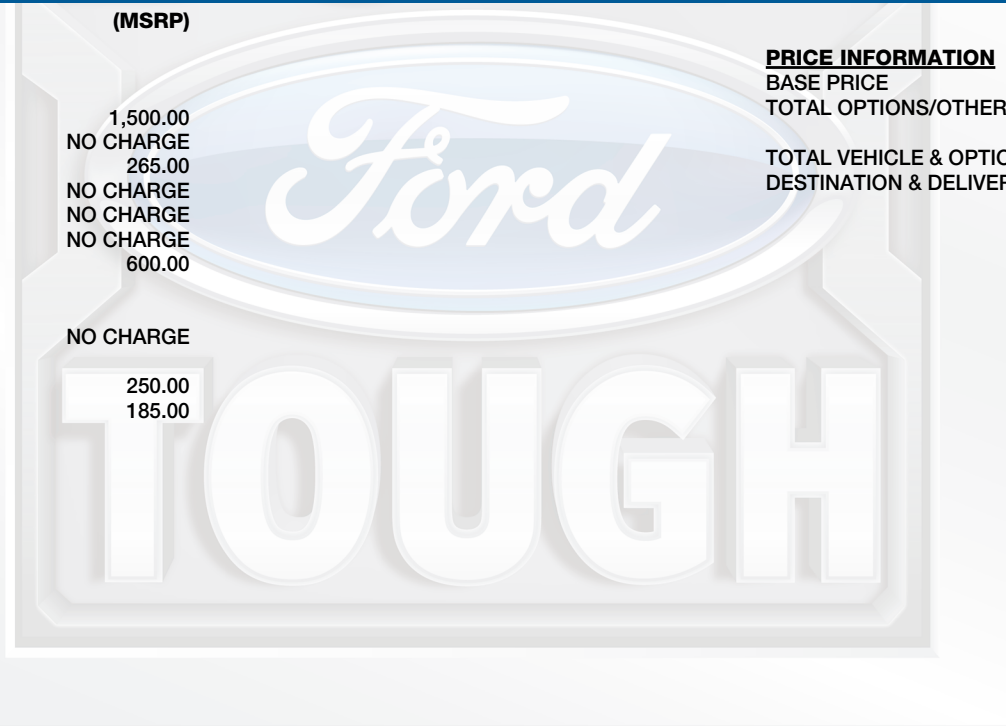 (MSRP)
1,500.00
NO CHARGE
265.00
NO CHARGE
NO CHARGE
NO CHARGE
600.00
NO CHARGE
250.00
185.00
PRICE INFORMATION
BASE PRICE
TOTAL OPTIONS/OTHER
TOTAL VEHICLE & OPTIO
DESTINATION & DELIVER
Ford
TOUGH